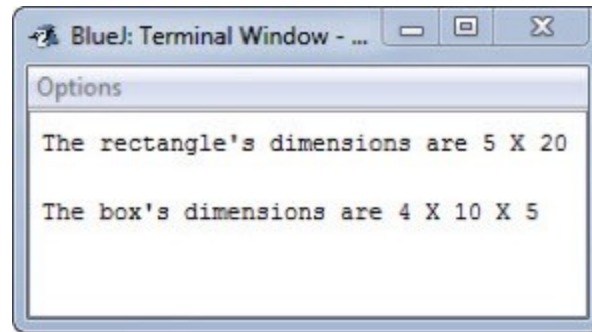 BlueJ: Terminal Window - ...
Options
The rectangle's dimensions are 5 X 20
The box's dimensions are 4 X 10 X 5